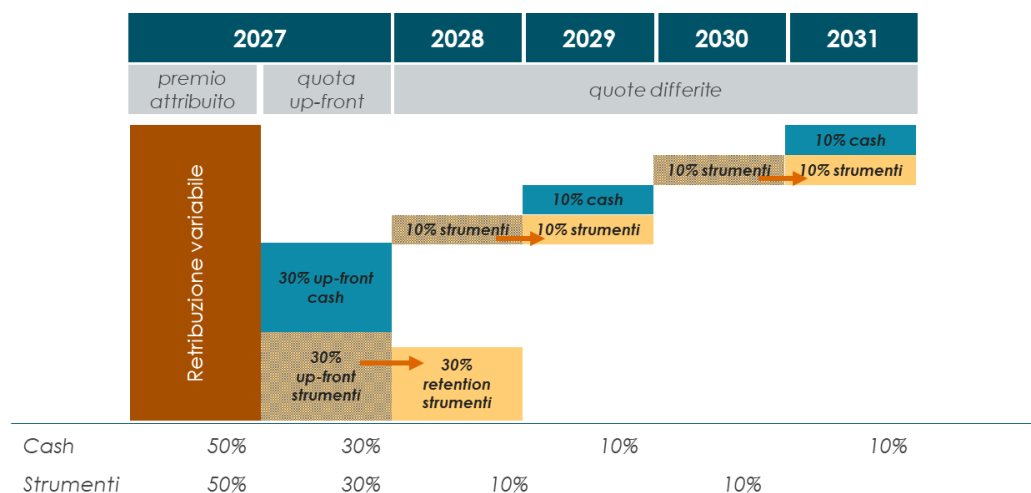 2027 2028 2029 2030 2031
premio attribuito
quota up-front
quote differite
Retribuzione variabile
10% cash
10% strumenti 10% strumenti
10% cash
10% strumenti 10% strumenti
30% up-front
cash
30%
up-front
strumenti
30%
retention
strumenti
Cash 50% 30% 10% 10%
Strumenti 50% 30% 10% 10%